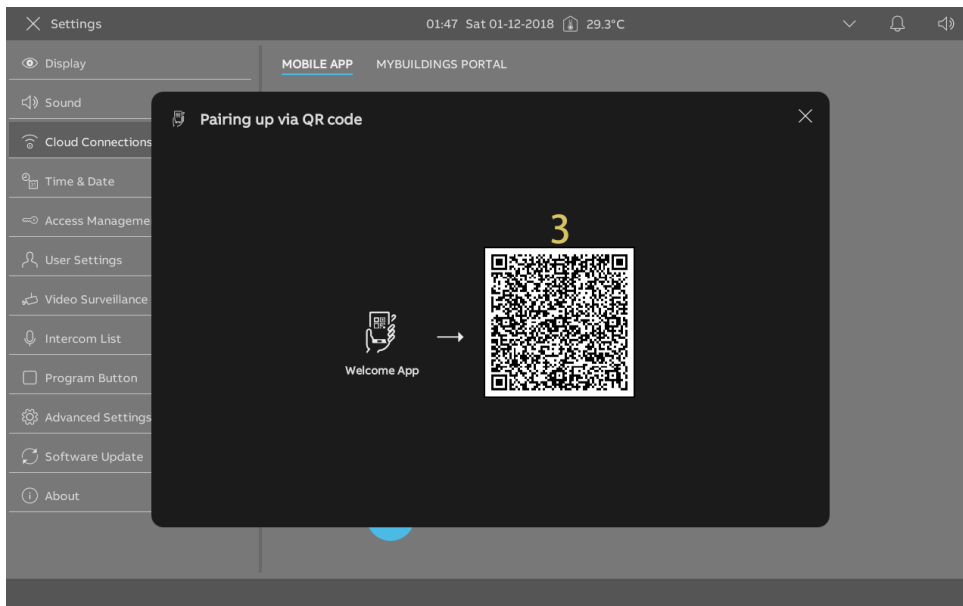 Settings
01:47 Sat 01-12-2018 29.3°C
Display
MOBILE APP MYBUILDINGS PORTAL
Sound
Pairing up via QR code
Cloud Connections
Time & Date
Access Manageme
3
User Settings
Video Surveillance
Intercom List
Welcome App
Program Button
Advanced Settings
Software Update
About